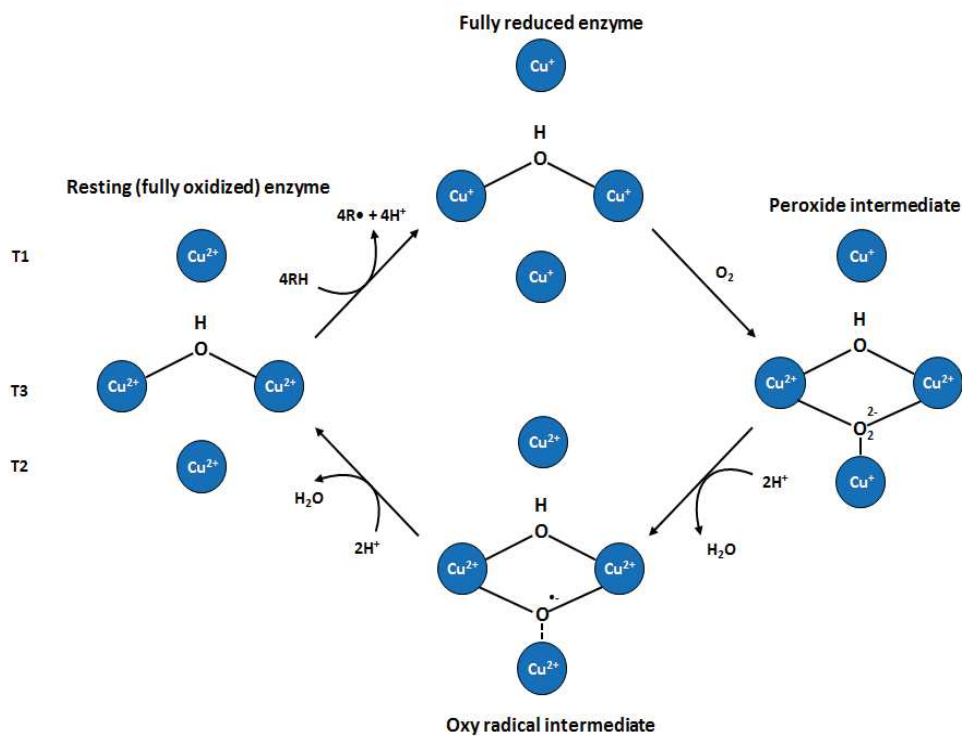 Fully reduced enzyme
Cu⁺
H
O
Cu⁺ Cu⁺
Cu⁺
Resting (fully oxidized) enzyme
T1
Cu²⁺
H
O
T3
Cu²⁺ Cu²⁺
T2
Cu²⁺
4R• + 4H⁺
4RH
O₂
Peroxide intermediate
Cu⁺
H
O
Cu²⁺ Cu²⁺
O₂²⁻
Cu⁺
2H⁺
H₂O
Cu²⁺
H
O
Cu²⁺ Cu²⁺
O•-
Cu²⁺
Oxy radical intermediate
H₂O
2H⁺